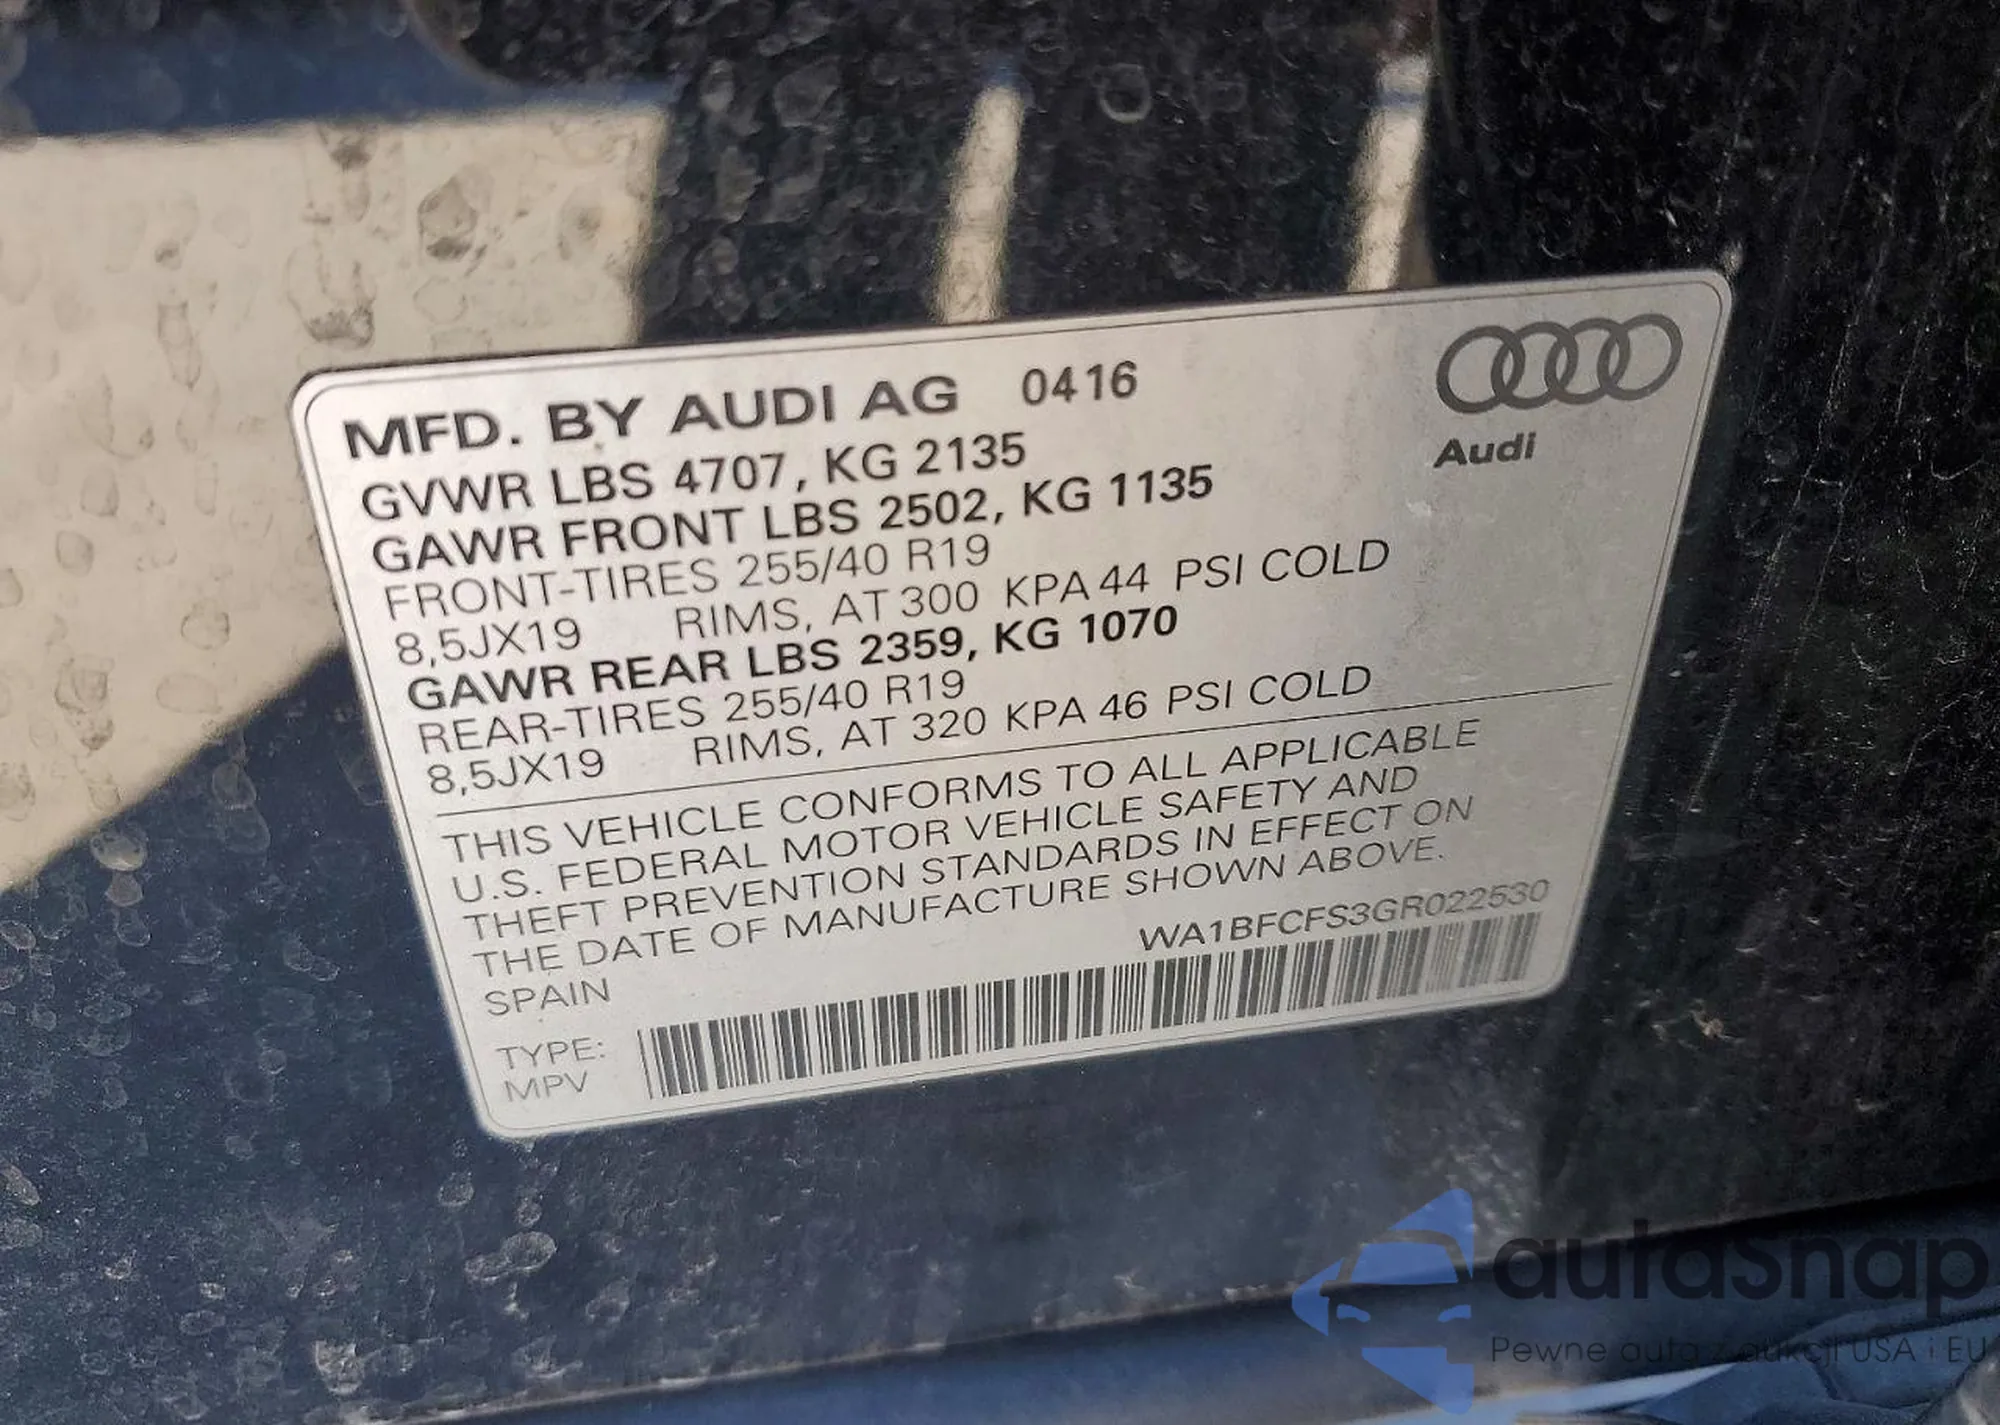 MFD. BY AUDI AG 0416
GVWR LBS 4707, KG 2135
GAWR FRONT LBS 2502, KG 1135
FRONT-TIRES 255/40 R19
8,5JX19 RIMS, AT 300 KPA 44 PSI COLD
GAWR REAR LBS 2359, KG 1070
REAR-TIRES 255/40 R19
8,5JX19 RIMS, AT 320 KPA 46 PSI COLD
Audi
THIS VEHICLE CONFORMS TO ALL APPLICABLE
U.S. FEDERAL MOTOR VEHICLE SAFETY AND
THEFT PREVENTION STANDARDS IN EFFECT ON
THE DATE OF MANUFACTURE SHOWN ABOVE.
WA1BFCFS3GR022530
SPAIN
TYPE:
MPV
autasnap
Pewne auta z aukcji USA i EU